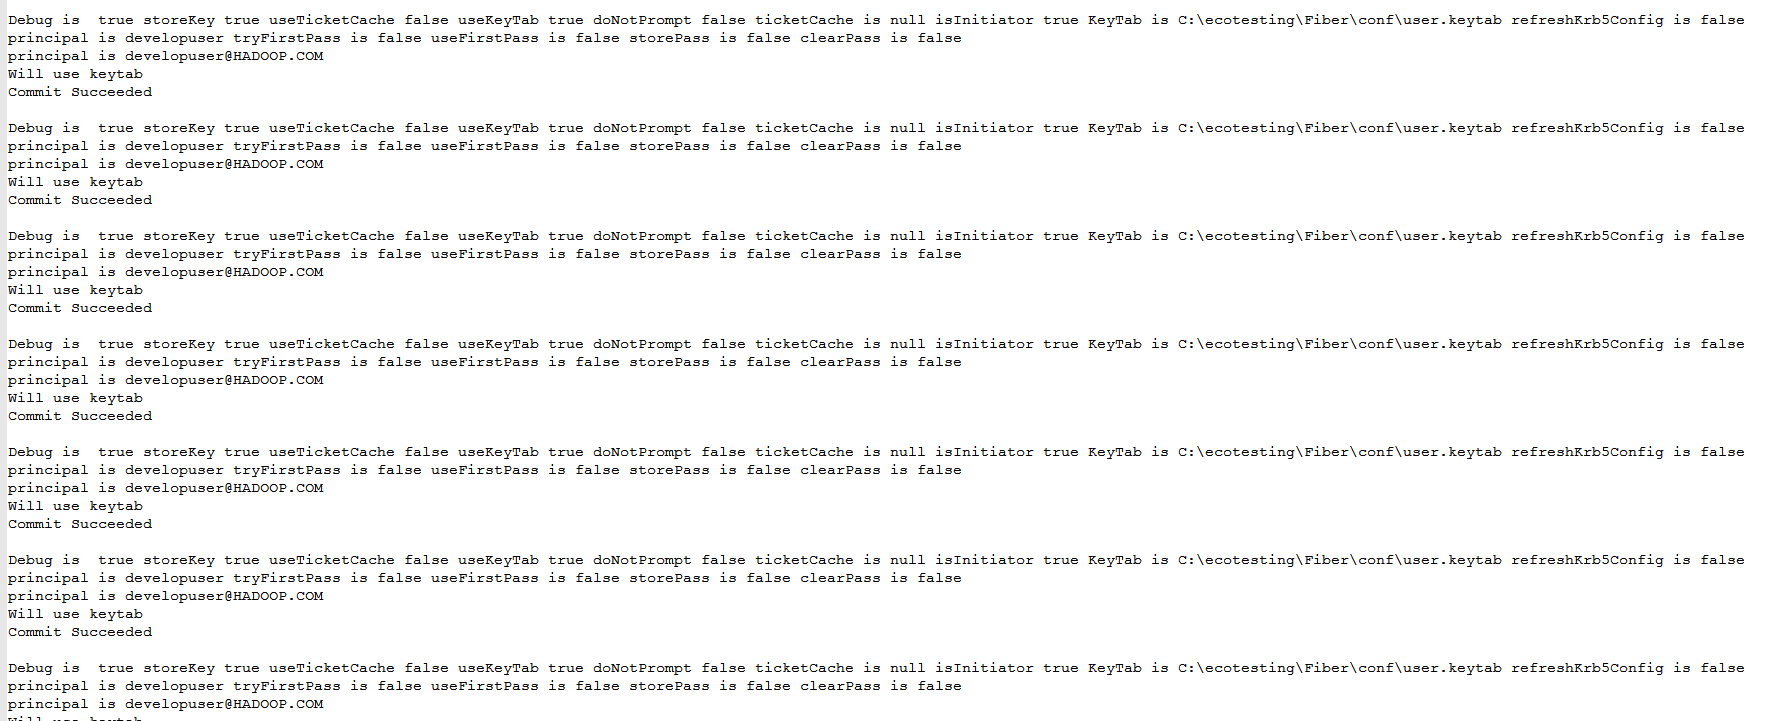 Debug is  true storeKey true useTicketCache false useKeyTab true doNotPrompt false ticketCache is null isInitiator true KeyTab is C:\ecotesting\Fiber\conf\user.keytab refreshKrb5Config is false
principal is developuser tryFirstPass is false useFirstPass is false storePass is false clearPass is false
principal is developuser@HADOOP.COM
Will use keytab
Commit Succeeded

Debug is  true storeKey true useTicketCache false useKeyTab true doNotPrompt false ticketCache is null isInitiator true KeyTab is C:\ecotesting\Fiber\conf\user.keytab refreshKrb5Config is false
principal is developuser tryFirstPass is false useFirstPass is false storePass is false clearPass is false
principal is developuser@HADOOP.COM
Will use keytab
Commit Succeeded

Debug is  true storeKey true useTicketCache false useKeyTab true doNotPrompt false ticketCache is null isInitiator true KeyTab is C:\ecotesting\Fiber\conf\user.keytab refreshKrb5Config is false
principal is developuser tryFirstPass is false useFirstPass is false storePass is false clearPass is false
principal is developuser@HADOOP.COM
Will use keytab
Commit Succeeded

Debug is  true storeKey true useTicketCache false useKeyTab true doNotPrompt false ticketCache is null isInitiator true KeyTab is C:\ecotesting\Fiber\conf\user.keytab refreshKrb5Config is false
principal is developuser tryFirstPass is false useFirstPass is false storePass is false clearPass is false
principal is developuser@HADOOP.COM
Will use keytab
Commit Succeeded

Debug is  true storeKey true useTicketCache false useKeyTab true doNotPrompt false ticketCache is null isInitiator true KeyTab is C:\ecotesting\Fiber\conf\user.keytab refreshKrb5Config is false
principal is developuser tryFirstPass is false useFirstPass is false storePass is false clearPass is false
principal is developuser@HADOOP.COM
Will use keytab
Commit Succeeded

Debug is  true storeKey true useTicketCache false useKeyTab true doNotPrompt false ticketCache is null isInitiator true KeyTab is C:\ecotesting\Fiber\conf\user.keytab refreshKrb5Config is false
principal is developuser tryFirstPass is false useFirstPass is false storePass is false clearPass is false
principal is developuser@HADOOP.COM
Will use keytab
Commit Succeeded

Debug is  true storeKey true useTicketCache false useKeyTab true doNotPrompt false ticketCache is null isInitiator true KeyTab is C:\ecotesting\Fiber\conf\user.keytab refreshKrb5Config is false
principal is developuser tryFirstPass is false useFirstPass is false storePass is false clearPass is false
principal is developuser@HADOOP.COM